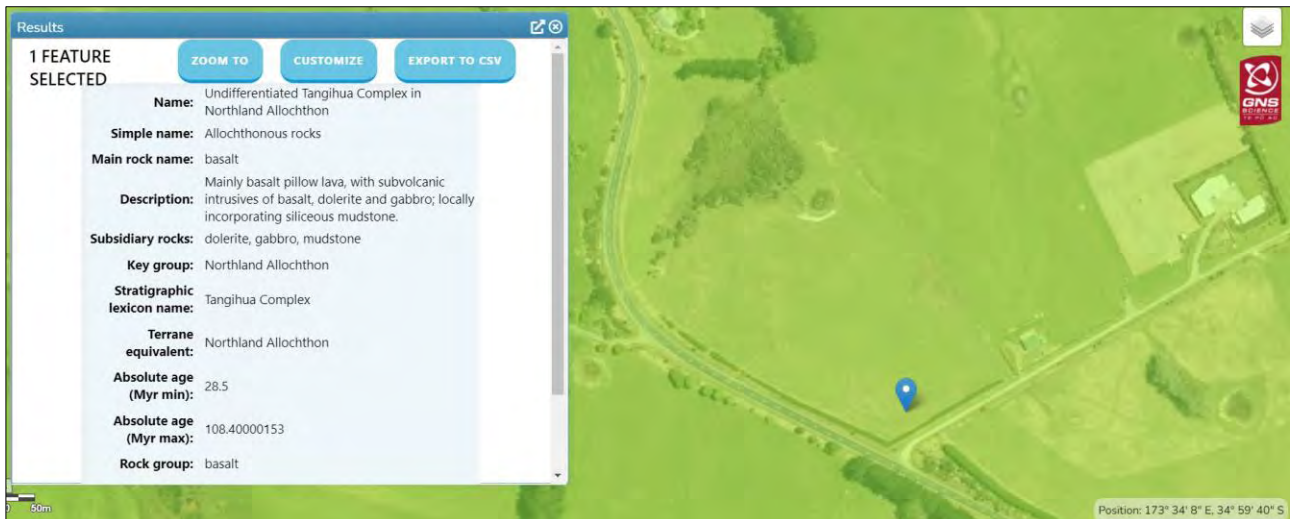 Results
1 FEATURE
SELECTED
ZOOM TO
CUSTOMIZE
EXPORT TO CSV
Name: Undifferentiated Tangihua Complex in
Northland Allochthon
Simple name: Allochthonous rocks
Main rock name: basalt
Description: Mainly basalt pillow lava, with subvolcanic
intrusives of basalt, dolerite and gabbro; locally
incorporating siliceous mudstone.
Subsidiary rocks: dolerite, gabbro, mudstone
Key group: Northland Allochthon
Stratigraphic
lexicon name: Tangihua Complex
Terrane
equivalent: Northland Allochthon
Absolute age
(Myr min): 28.5
Absolute age
(Myr max): 108.40000153
Rock group: basalt
50m
GNS
SCIENCE
TE PŪ AO
Position: 173° 34' 8" E, 34° 59' 40" S